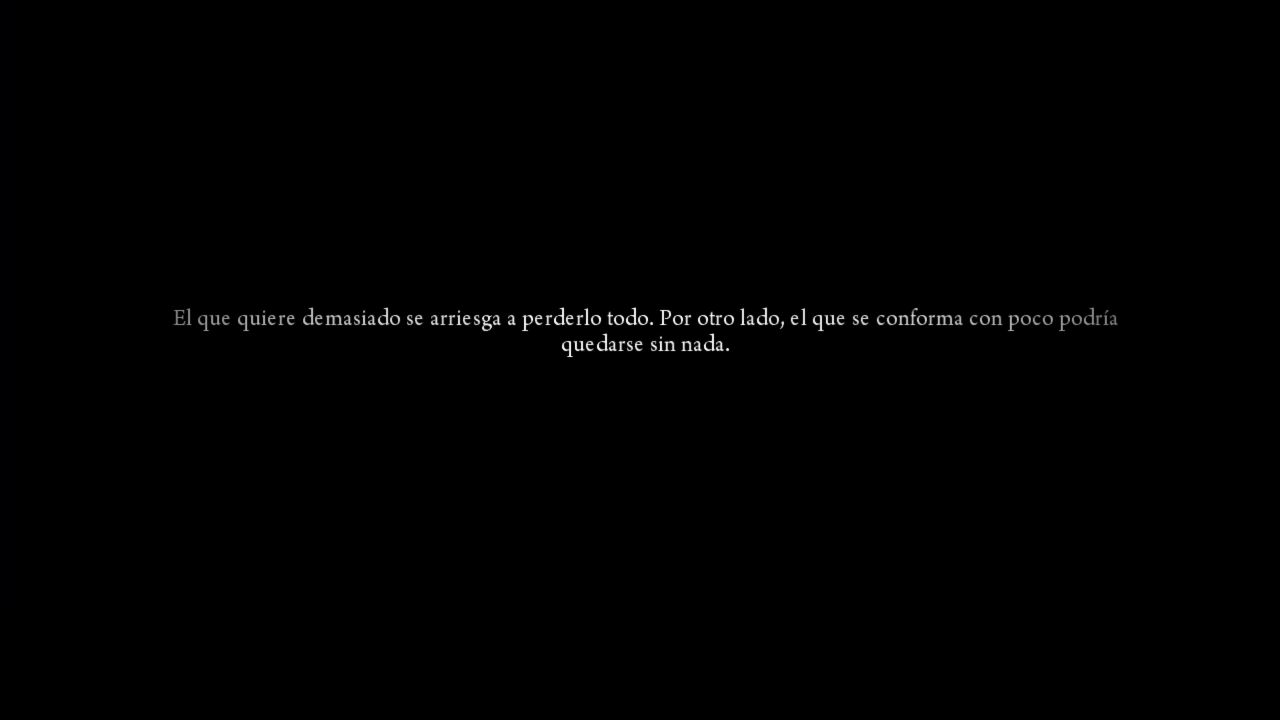 El que quiere demasiado se arriesga a perderlo todo. Por otro lado, el que se conforma con poco podría
quedarse sin nada.